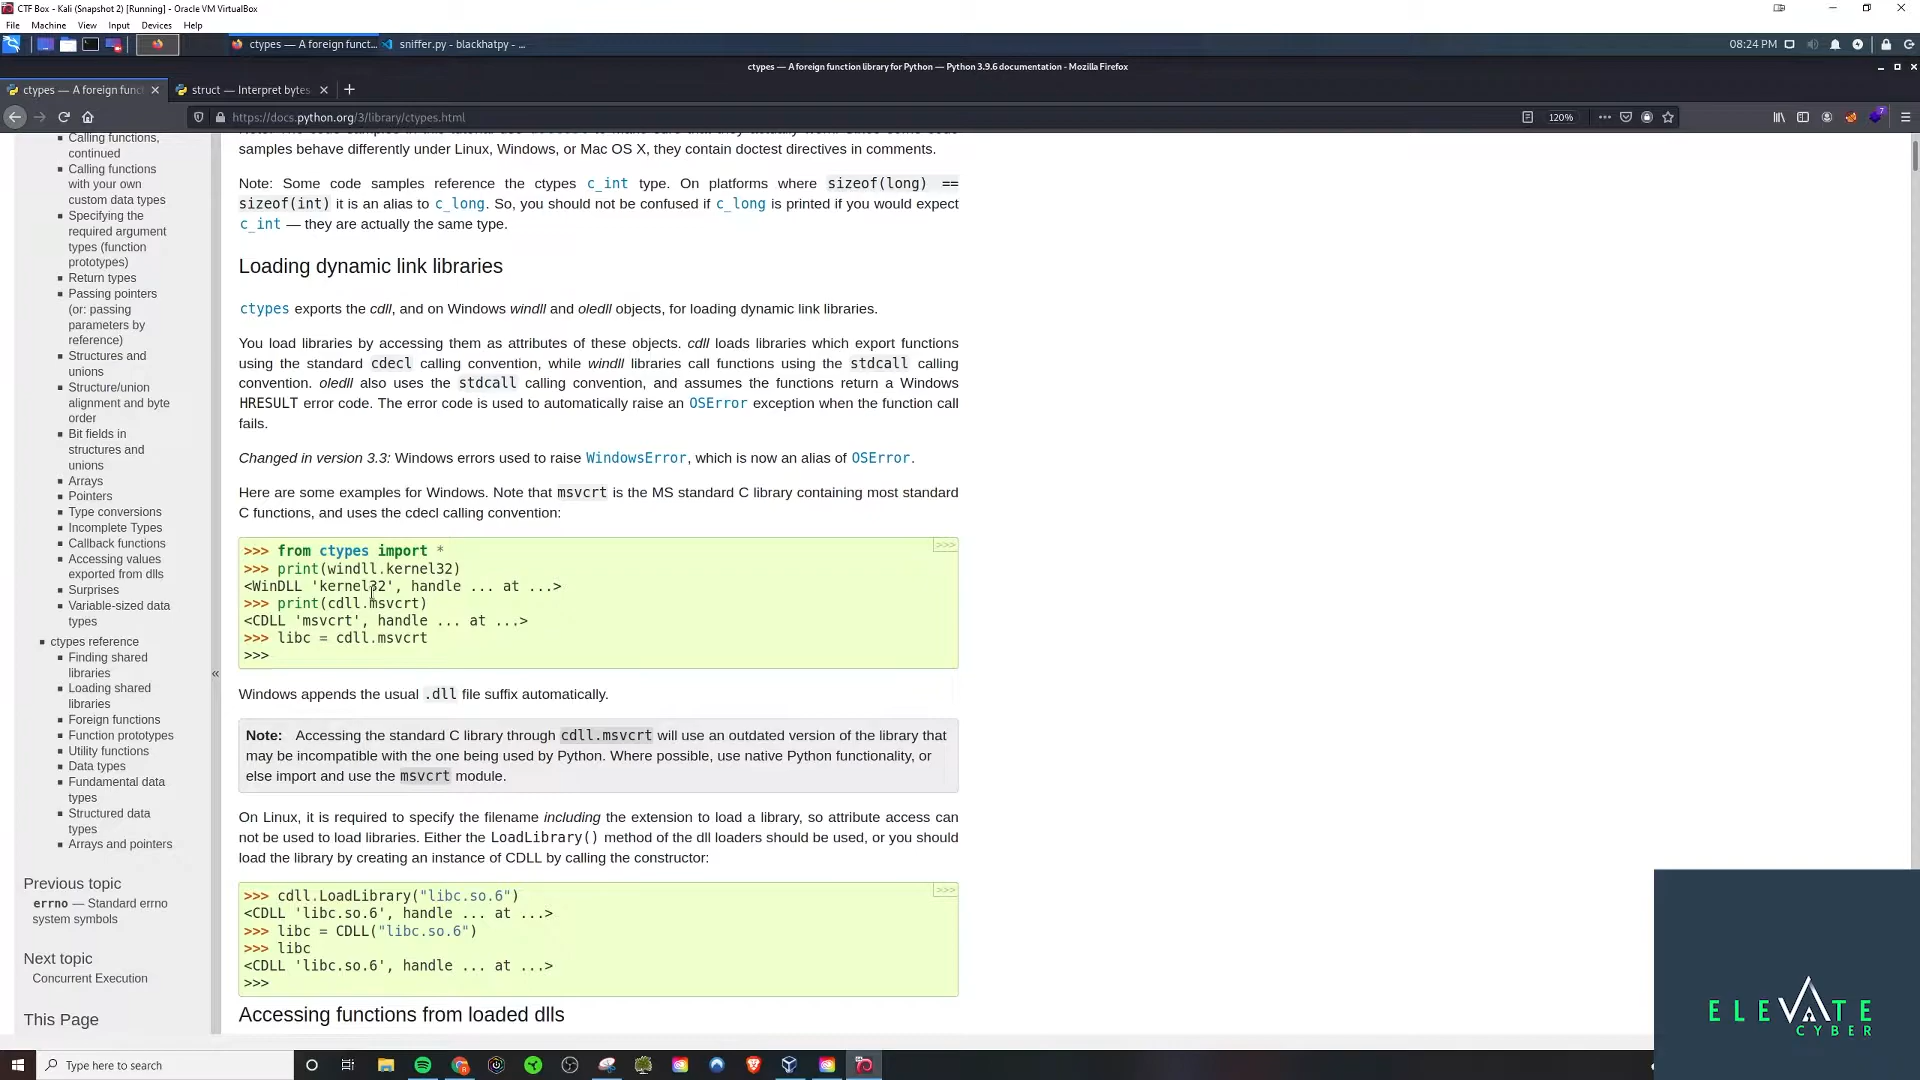 CTF Box - Kali (Snapshot 2) [Running] - Oracle VM VirtualBox
File Machine View Input Devices Help
ctypes — A foreign funct... sniffer.py - blackhatpy - ... 08:24 PM
ctypes — A foreign function library for Python — Python 3.9.6 documentation - Mozilla Firefox
ctypes — A foreign func struct — Interpret bytes
https://docs.python.org/3/library/ctypes.html 120% 7
Calling functions,
continued
Calling functions
with your own
custom data types
Specifying the
required argument
types (function
prototypes)
Return types
Passing pointers
(or: passing
parameters by
reference)
Structures and
unions
Structure/union
alignment and byte
order
Bit fields in
structures and
unions
Arrays
Pointers
Type conversions
Incomplete Types
Callback functions
Accessing values
exported from dlls
Surprises
Variable-sized data
types
ctypes reference
Finding shared
libraries
Loading shared
libraries
Foreign functions
Function prototypes
Utility functions
Data types
Fundamental data
types
Structured data
types
Arrays and pointers
Previous topic
errno — Standard errno
system symbols
Next topic
Concurrent Execution
This Page
«
samples behave differently under Linux, Windows, or Mac OS X, they contain doctest directives in comments.
Note: Some code samples reference the ctypes c_int type. On platforms where sizeof(long) ==
sizeof(int) it is an alias to c_long. So, you should not be confused if c_long is printed if you would expect
c_int — they are actually the same type.
Loading dynamic link libraries
ctypes exports the cdll, and on Windows windll and oledll objects, for loading dynamic link libraries.
You load libraries by accessing them as attributes of these objects. cdll loads libraries which export functions
using the standard cdecl calling convention, while windll libraries call functions using the stdcall calling
convention. oledll also uses the stdcall calling convention, and assumes the functions return a Windows
HRESULT error code. The error code is used to automatically raise an OSError exception when the function call
fails.
Changed in version 3.3: Windows errors used to raise WindowsError, which is now an alias of OSError.
Here are some examples for Windows. Note that msvcrt is the MS standard C library containing most standard
C functions, and uses the cdecl calling convention:
>>> from ctypes import * >>>
>>> print(windll.kernel32)
<WinDLL 'kernel32', handle ... at ...>
>>> print(cdll.msvcrt)
<CDLL 'msvcrt', handle ... at ...>
>>> libc = cdll.msvcrt
>>>
Windows appends the usual .dll file suffix automatically.
Note: Accessing the standard C library through cdll.msvcrt will use an outdated version of the library that
may be incompatible with the one being used by Python. Where possible, use native Python functionality, or
else import and use the msvcrt module.
On Linux, it is required to specify the filename including the extension to load a library, so attribute access can
not be used to load libraries. Either the LoadLibrary() method of the dll loaders should be used, or you should
load the library by creating an instance of CDLL by calling the constructor:
>>> cdll.LoadLibrary("libc.so.6") >>>
<CDLL 'libc.so.6', handle ... at ...>
>>> libc = CDLL("libc.so.6")
>>> libc
<CDLL 'libc.so.6', handle ... at ...>
>>>
Accessing functions from loaded dlls
ELEVATE
CYBER
Type here to search